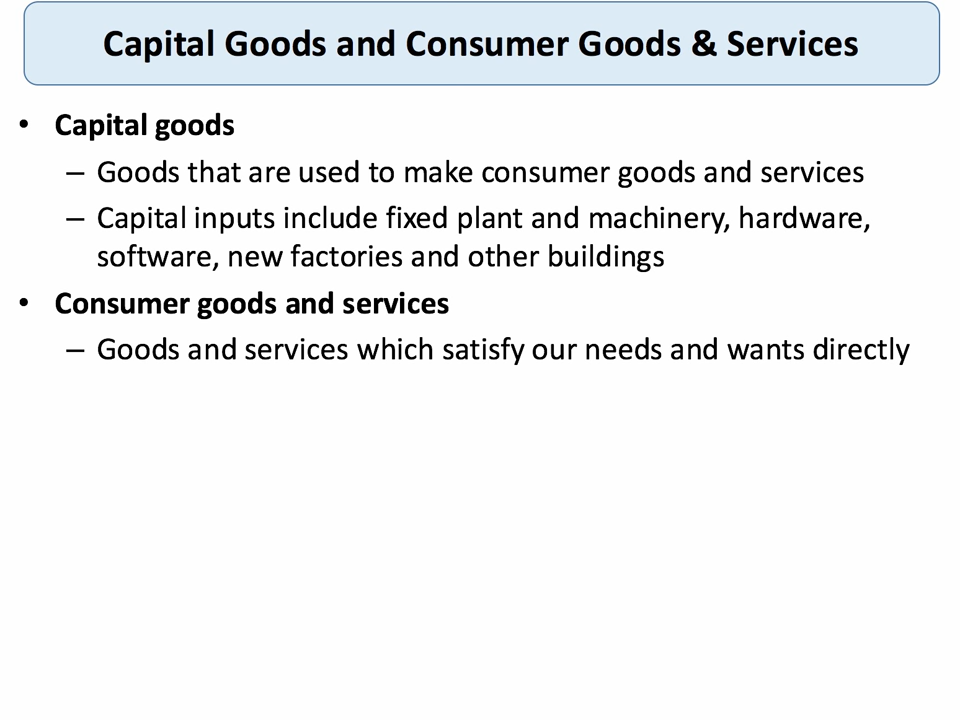 Capital Goods and Consumer Goods & Services
• Capital goods
– Goods that are used to make consumer goods and services
– Capital inputs include fixed plant and machinery, hardware,
software, new factories and other buildings
• Consumer goods and services
– Goods and services which satisfy our needs and wants directly